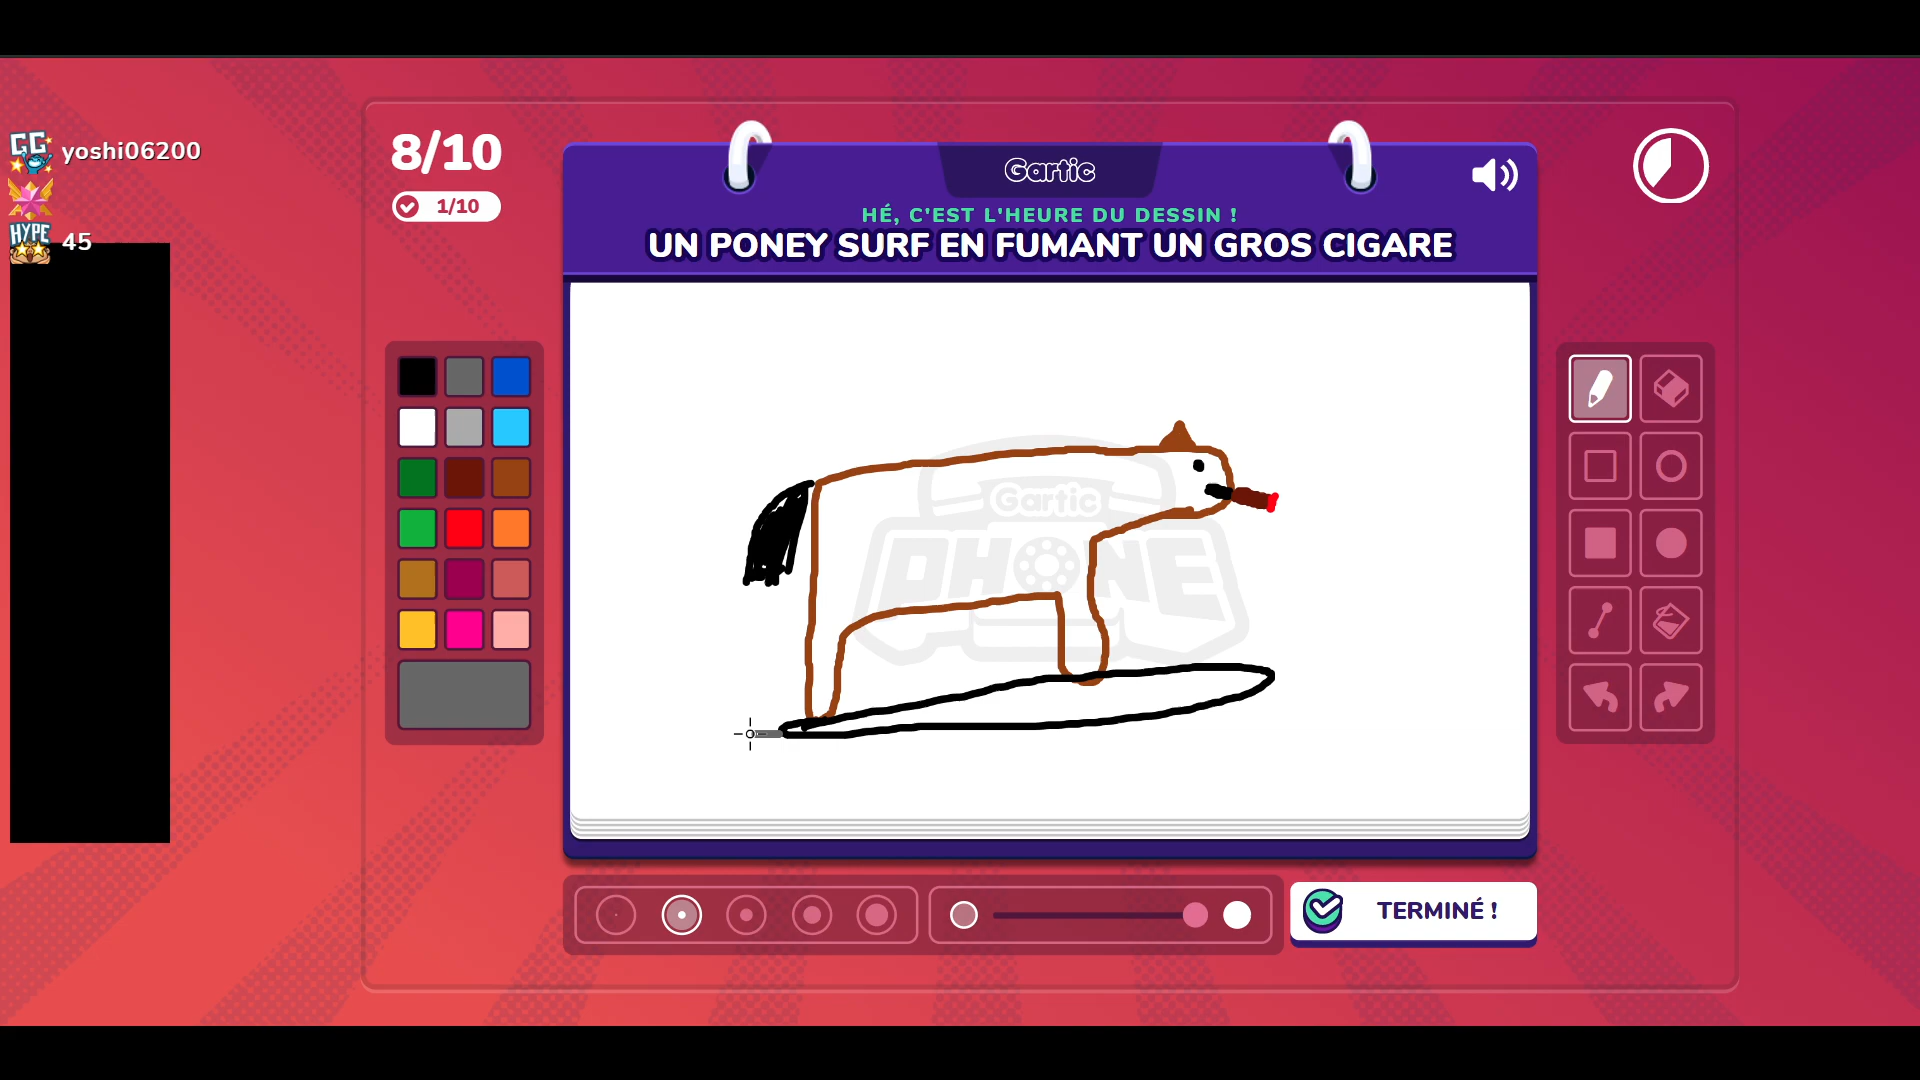 GG yoshi06200
HYPE 45
8/10
1/10
Gartic
HÉ, C'EST L'HEURE DU DESSIN !
UN PONEY SURF EN FUMANT UN GROS CIGARE
Gartic
PHONE
TERMINÉ !